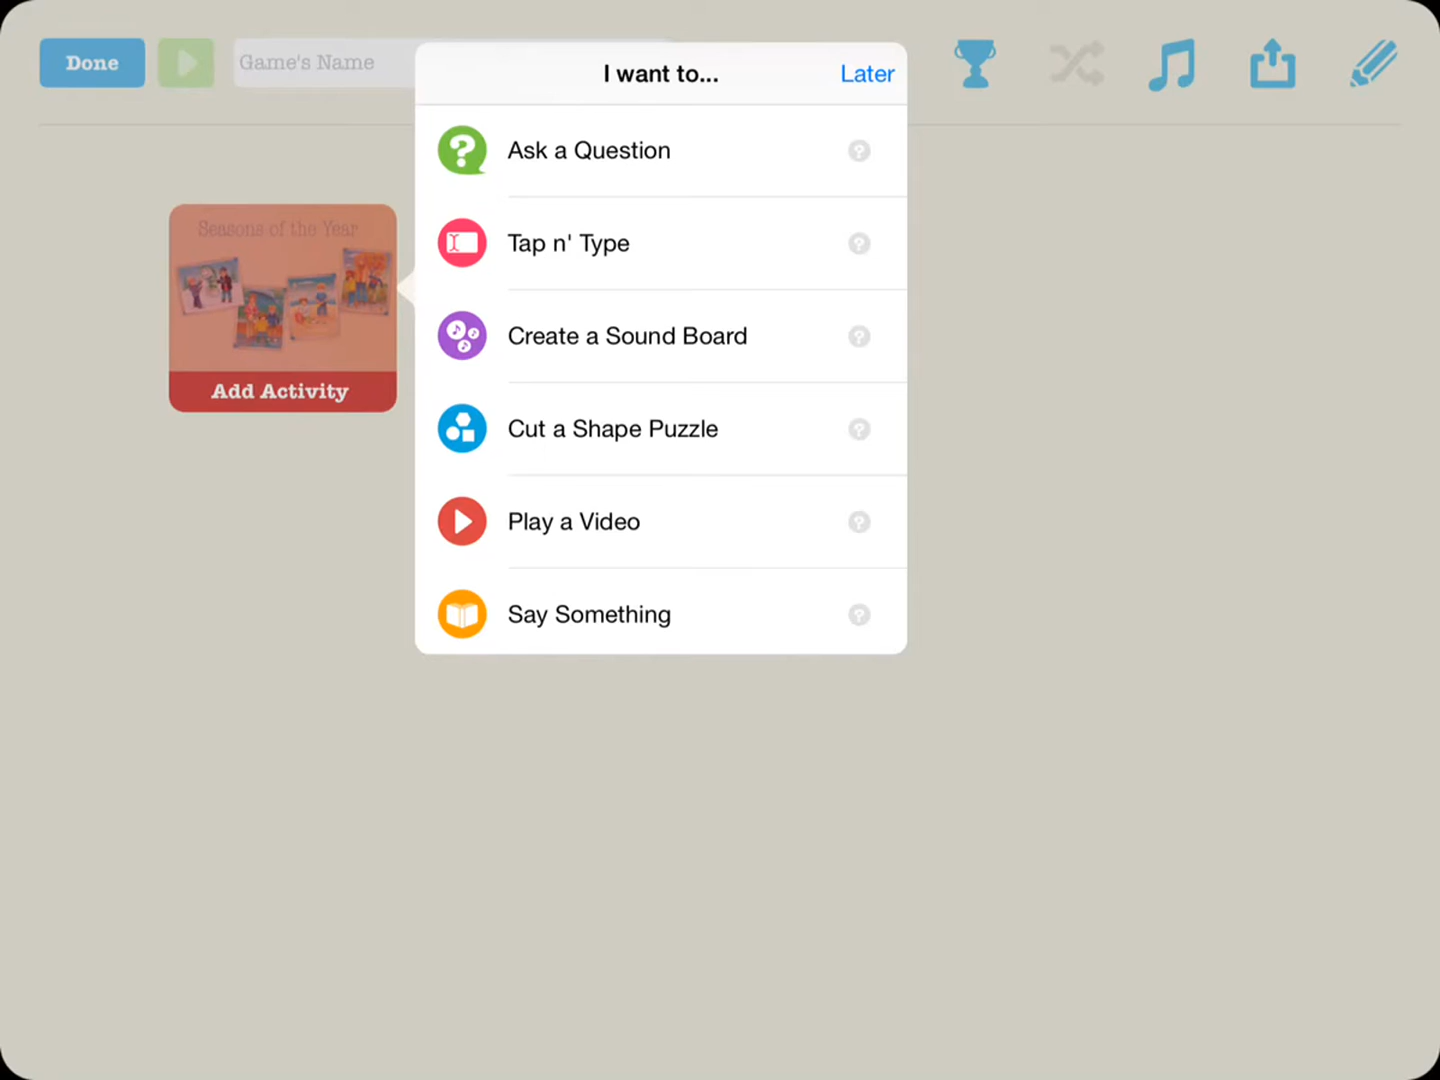 Done
Game's Name
I want to...
Later
Ask a Question
Tap n' Type
Create a Sound Board
Cut a Shape Puzzle
Play a Video
Say Something
Seasons of the Year
Add Activity